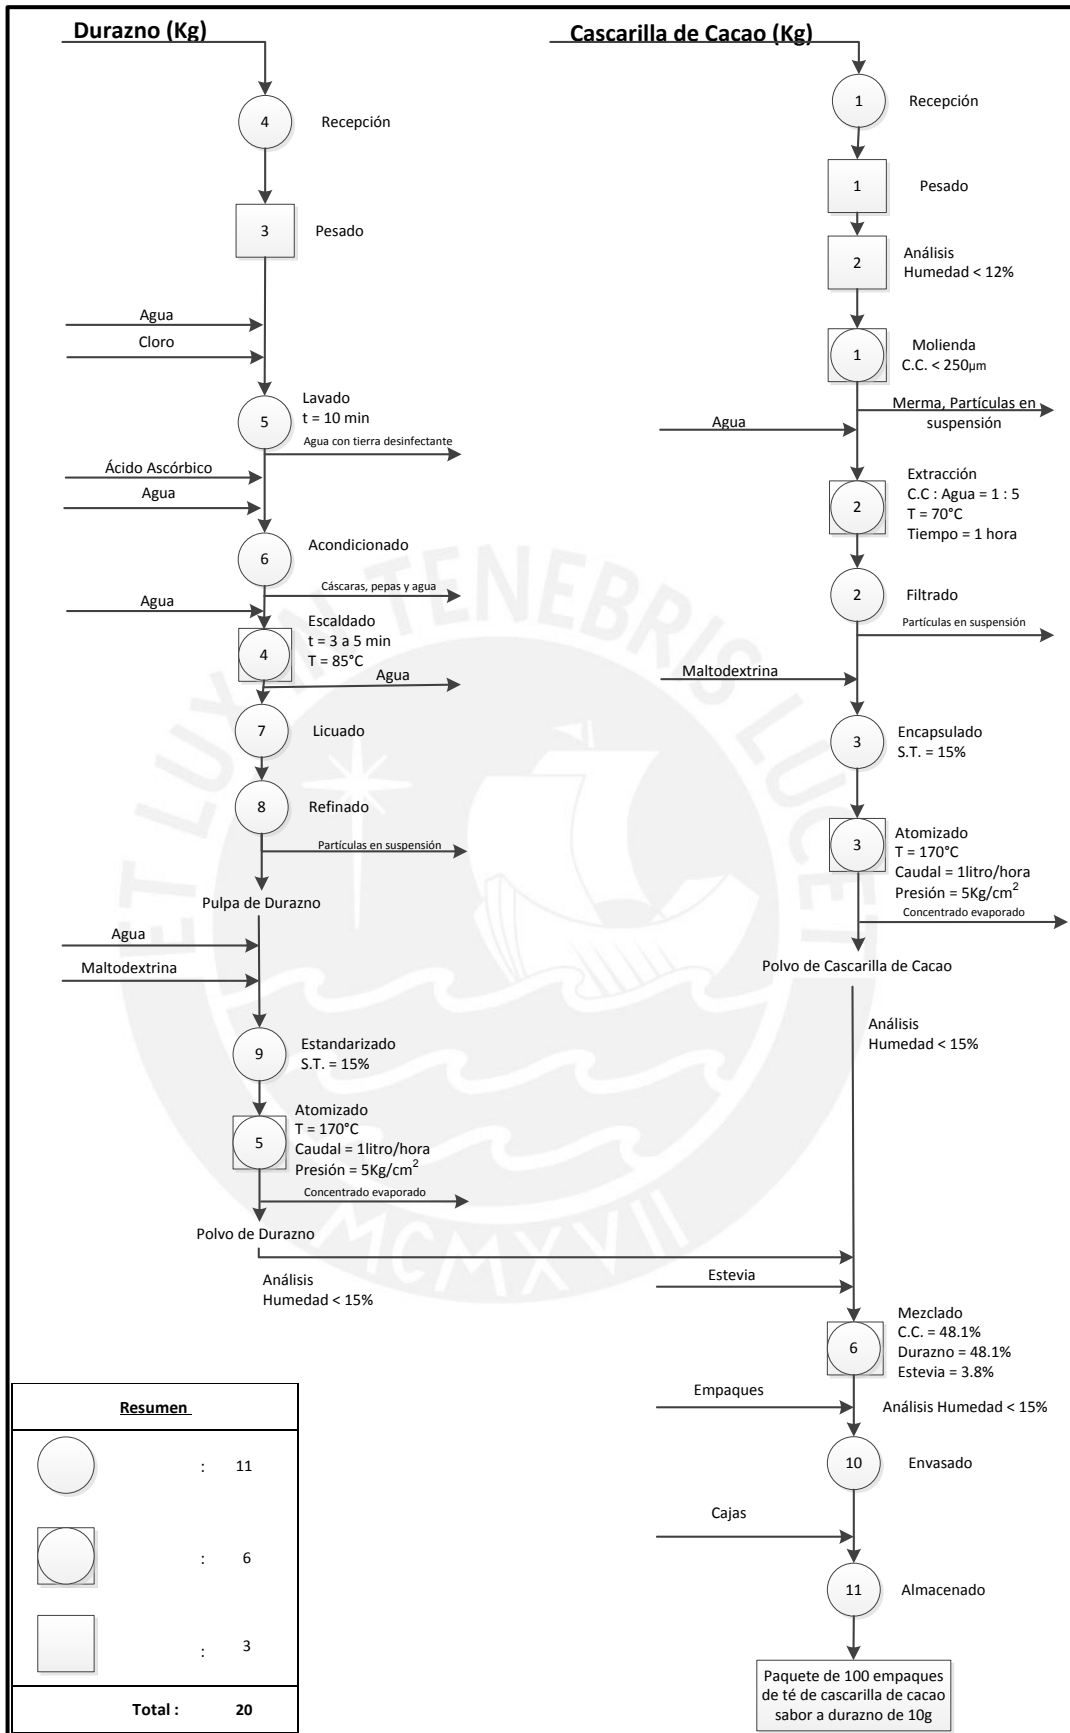 Durazno (Kg)
4
Recepción
3
Pesado
Agua
Cloro
5
Lavado
t = 10 min
Agua con tierra desinfectante
Ácido Ascórbico
Agua
6
Acondicionado
Cáscaras, pepas y agua
Agua
4
Escaldado
t = 3 a 5 min
T = 85°C
Agua
7
Licuado
8
Refinado
Partículas en suspensión
Pulpa de Durazno
Agua
Maltodextrina
9
Estandarizado
S.T. = 15%
5
Atomizado
T = 170°C
Caudal = 1litro/hora
Presión = 5Kg/cm²
Concentrado evaporado
Polvo de Durazno
Análisis
Humedad < 15%
Cascarilla de Cacao (Kg)
1
Recepción
1
Pesado
2
Análisis
Humedad < 12%
1
Molienda
C.C. < 250µm
Merma, Partículas en
suspensión
Agua
2
Extracción
C.C : Agua = 1 : 5
T = 70°C
Tiempo = 1 hora
2
Filtrado
Partículas en suspensión
Maltodextrina
3
Encapsulado
S.T. = 15%
3
Atomizado
T = 170°C
Caudal = 1litro/hora
Presión = 5Kg/cm²
Concentrado evaporado
Polvo de Cascarilla de Cacao
Análisis
Humedad < 15%
Estevia
6
Mezclado
C.C. = 48.1%
Durazno = 48.1%
Estevia = 3.8%
Empaques
Análisis Humedad < 15%
10
Envasado
Cajas
11
Almacenado
Paquete de 100 empaques
de té de cascarilla de cacao
sabor a durazno de 10g
Resumen
: 11
: 6
: 3
Total : 20
ET LUX IN TENEBRIS LUCET
MCMXVII